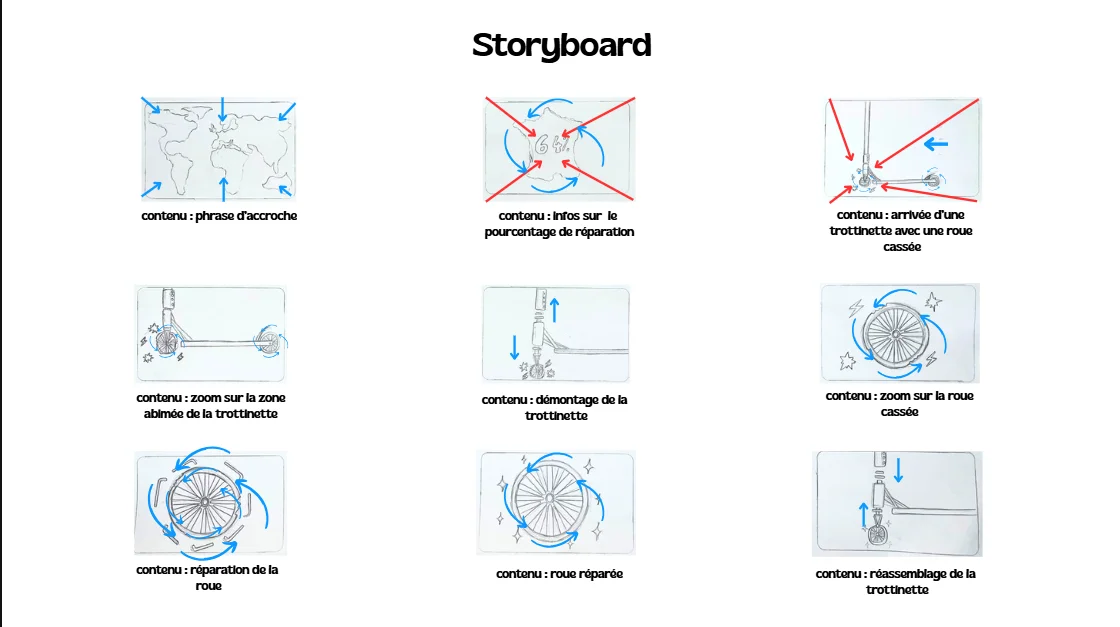 Storyboard
64%
contenu : phrase d'accroche
contenu : infos sur le
pourcentage de réparation
contenu : arrivée d'une
trottinette avec une roue
cassée
contenu : zoom sur la zone
abimée de la trottinette
contenu : démontage de la
trottinette
contenu : zoom sur la roue
cassée
contenu : réparation de la
roue
contenu : roue réparée
contenu : réassemblage de la
trottinette